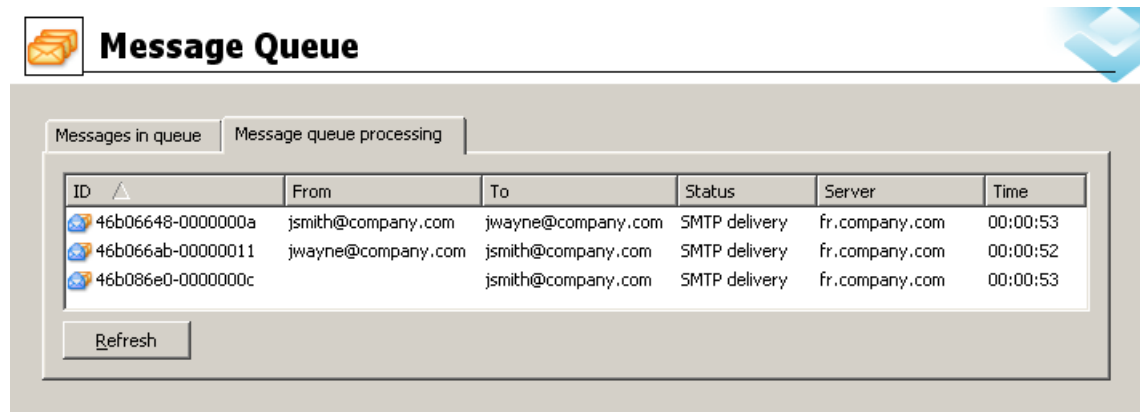 Message Queue
Messages in queue Message queue processing
ID From To Status Server Time
46b06648-0000000a jsmith@company.com jwayne@company.com SMTP delivery fr.company.com 00:00:53
46b066ab-00000011 jwayne@company.com jsmith@company.com SMTP delivery fr.company.com 00:00:52
46b086e0-0000000c jsmith@company.com SMTP delivery fr.company.com 00:00:53
Refresh